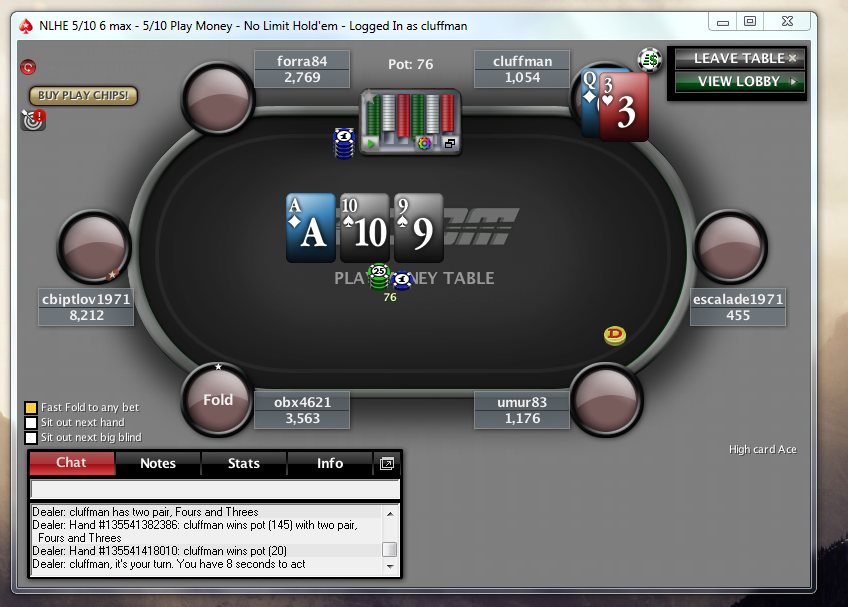 NLHE 5/10 6 max - 5/10 Play Money - No Limit Hold'em - Logged In as cluffman
forra84
2,769
Pot: 76
cluffman
1,054
LEAVE TABLE ×
VIEW LOBBY
BUY PLAY CHIPS!
Q
3
3
A
A
10
10
9
9
PLA
NEY TABLE
25
76
cbiptlov1971
8,212
escalade1971
455
D
Fold
obx4621
3,563
umur83
1,176
Fast Fold to any bet
Sit out next hand
Sit out next big blind
High card Ace
Chat
Notes
Stats
Info
Dealer: cluffman has two pair, Fours and Threes
Dealer: Hand #135541382386: cluffman wins pot (145) with two pair,
Fours and Threes
Dealer: Hand #135541418010: cluffman wins pot (20)
Dealer: cluffman, it's your turn. You have 8 seconds to act